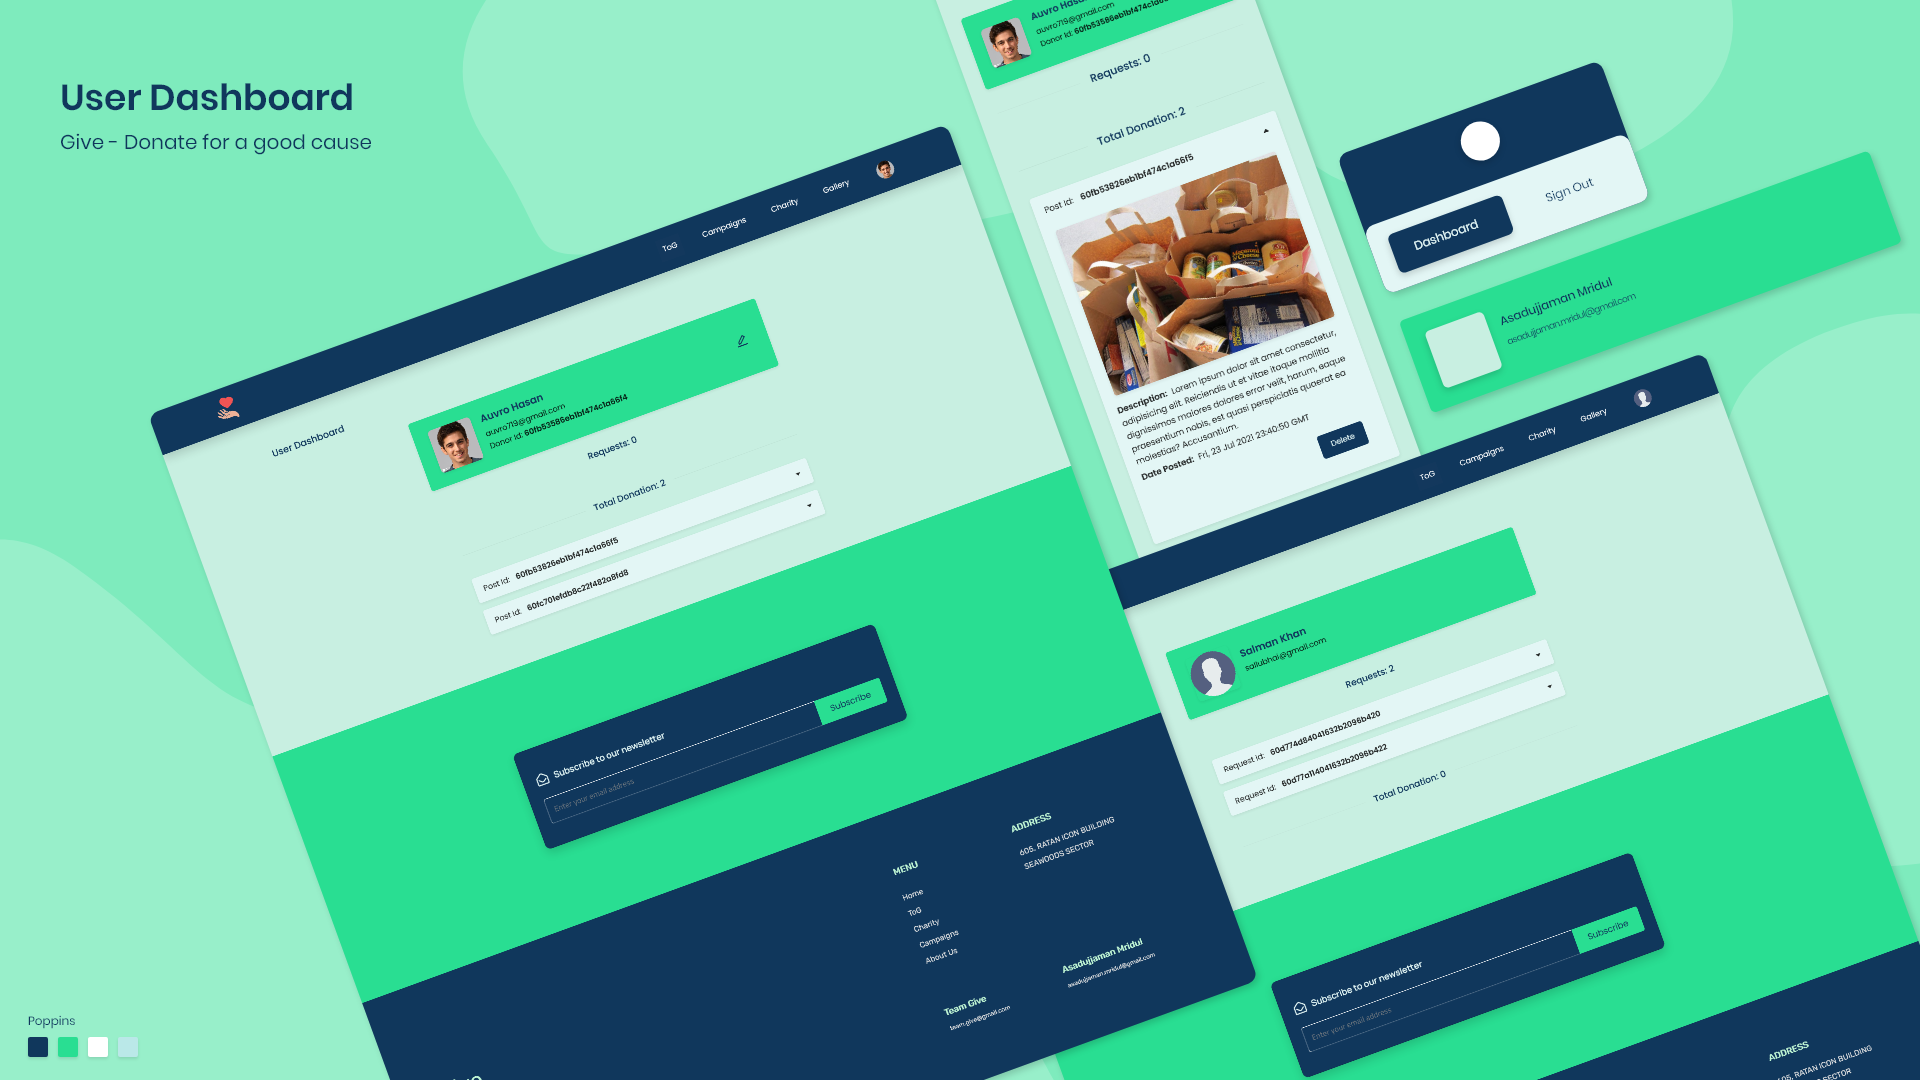 User Dashboard
Give - Donate for a good cause
ToG
Campaigns
Charity
Gallery
User Dashboard
Auvro Hasan
auvro719@gmail.com
Donor Id: 60fb53586eb1bf474c1a66f4
Requests: 0
Total Donation: 2
Post Id: 60fb53826eb1bf474c1a66f5
Post Id: 60fc701efdb8c22f482a8fd8
Subscribe to our newsletter
Enter your email address
Subscribe
MENU
Home
ToG
Charity
Campaigns
About Us
ADDRESS
605, RATAN ICON BUILDING
SEAWOODS SECTOR
Team Give
team.give@gmail.com
Asadujjaman Mridul
asadujjaman.mridul@gmail.com
Auvro Hasan
auvro719@gmail.com
Donor Id: 60fb53586eb1bf474c1a66
Requests: 0
Total Donation: 2
Post Id: 60fb53826eb1bf474c1a66f5
Description: Lorem ipsum dolor sit amet consectetur,
adipisicing elit. Reiciendis ut et vitae itaque mollitia
dignissimos maiores dolores error velit, harum, eaque
praesentium nobis, est quasi perspiciatis quaerat ea
molestias? Accusantium.
Date Posted: Fri, 23 Jul 2021 23:40:50 GMT
Delete
Dashboard
Sign Out
Asadujjaman Mridul
asadujjaman.mridul@gmail.com
ToG
Campaigns
Charity
Gallery
Salman Khan
sallubhai@gmail.com
Requests: 2
Request Id: 60d774d84041632b2096b420
Request Id: 60d77a114041632b2096b422
Total Donation: 0
Subscribe to our newsletter
Enter your email address
Subscribe
ADDRESS
605, RATAN ICON BUILDING
SECTOR
Poppins